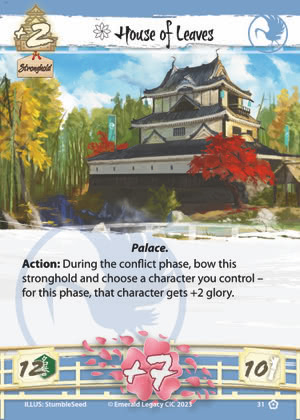 +2
House of Leaves
Stronghold
Palace.
Action: During the conflict phase, bow this
stronghold and choose a character you control –
for this phase, that character gets +2 glory.
12
+7
10
ILLUS: StumbleSeed
© Emerald Legacy CIC 2023
31